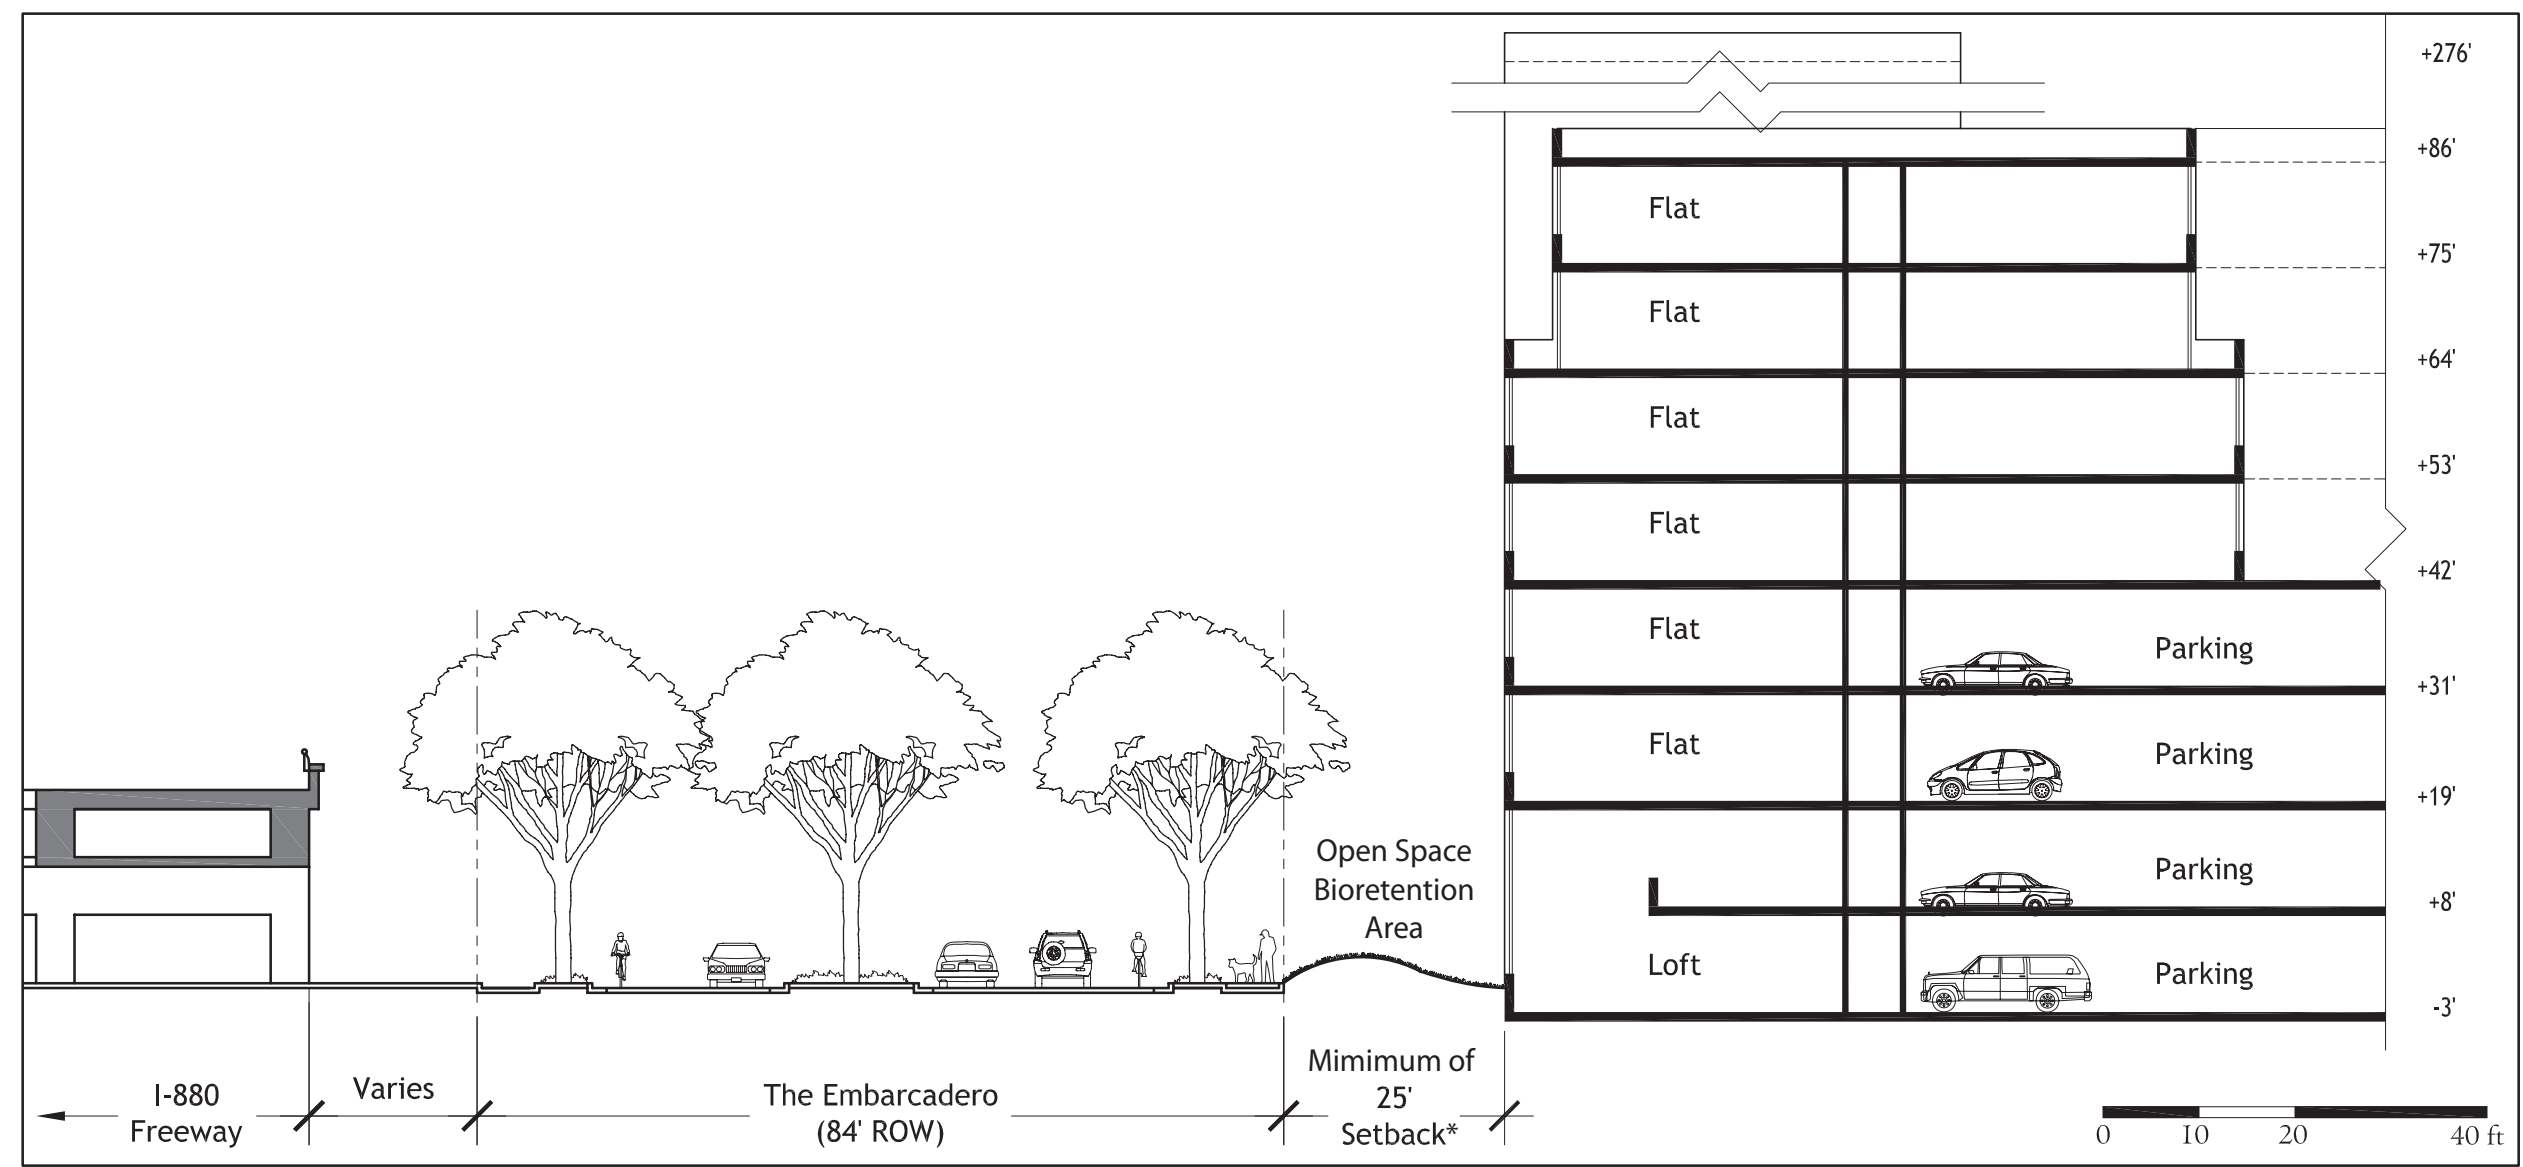 +276'
+86'
Flat
+75'
Flat
+64'
Flat
+53'
Flat
+42'
Flat
Parking
+31'
Flat
Parking
+19'
Open Space
Bioretention
Area
Parking
+8'
Loft
Parking
-3'
I-880
Freeway
Varies
The Embarcadero
(84' ROW)
Mimimum of
25'
Setback*
0 10 20 40 ft